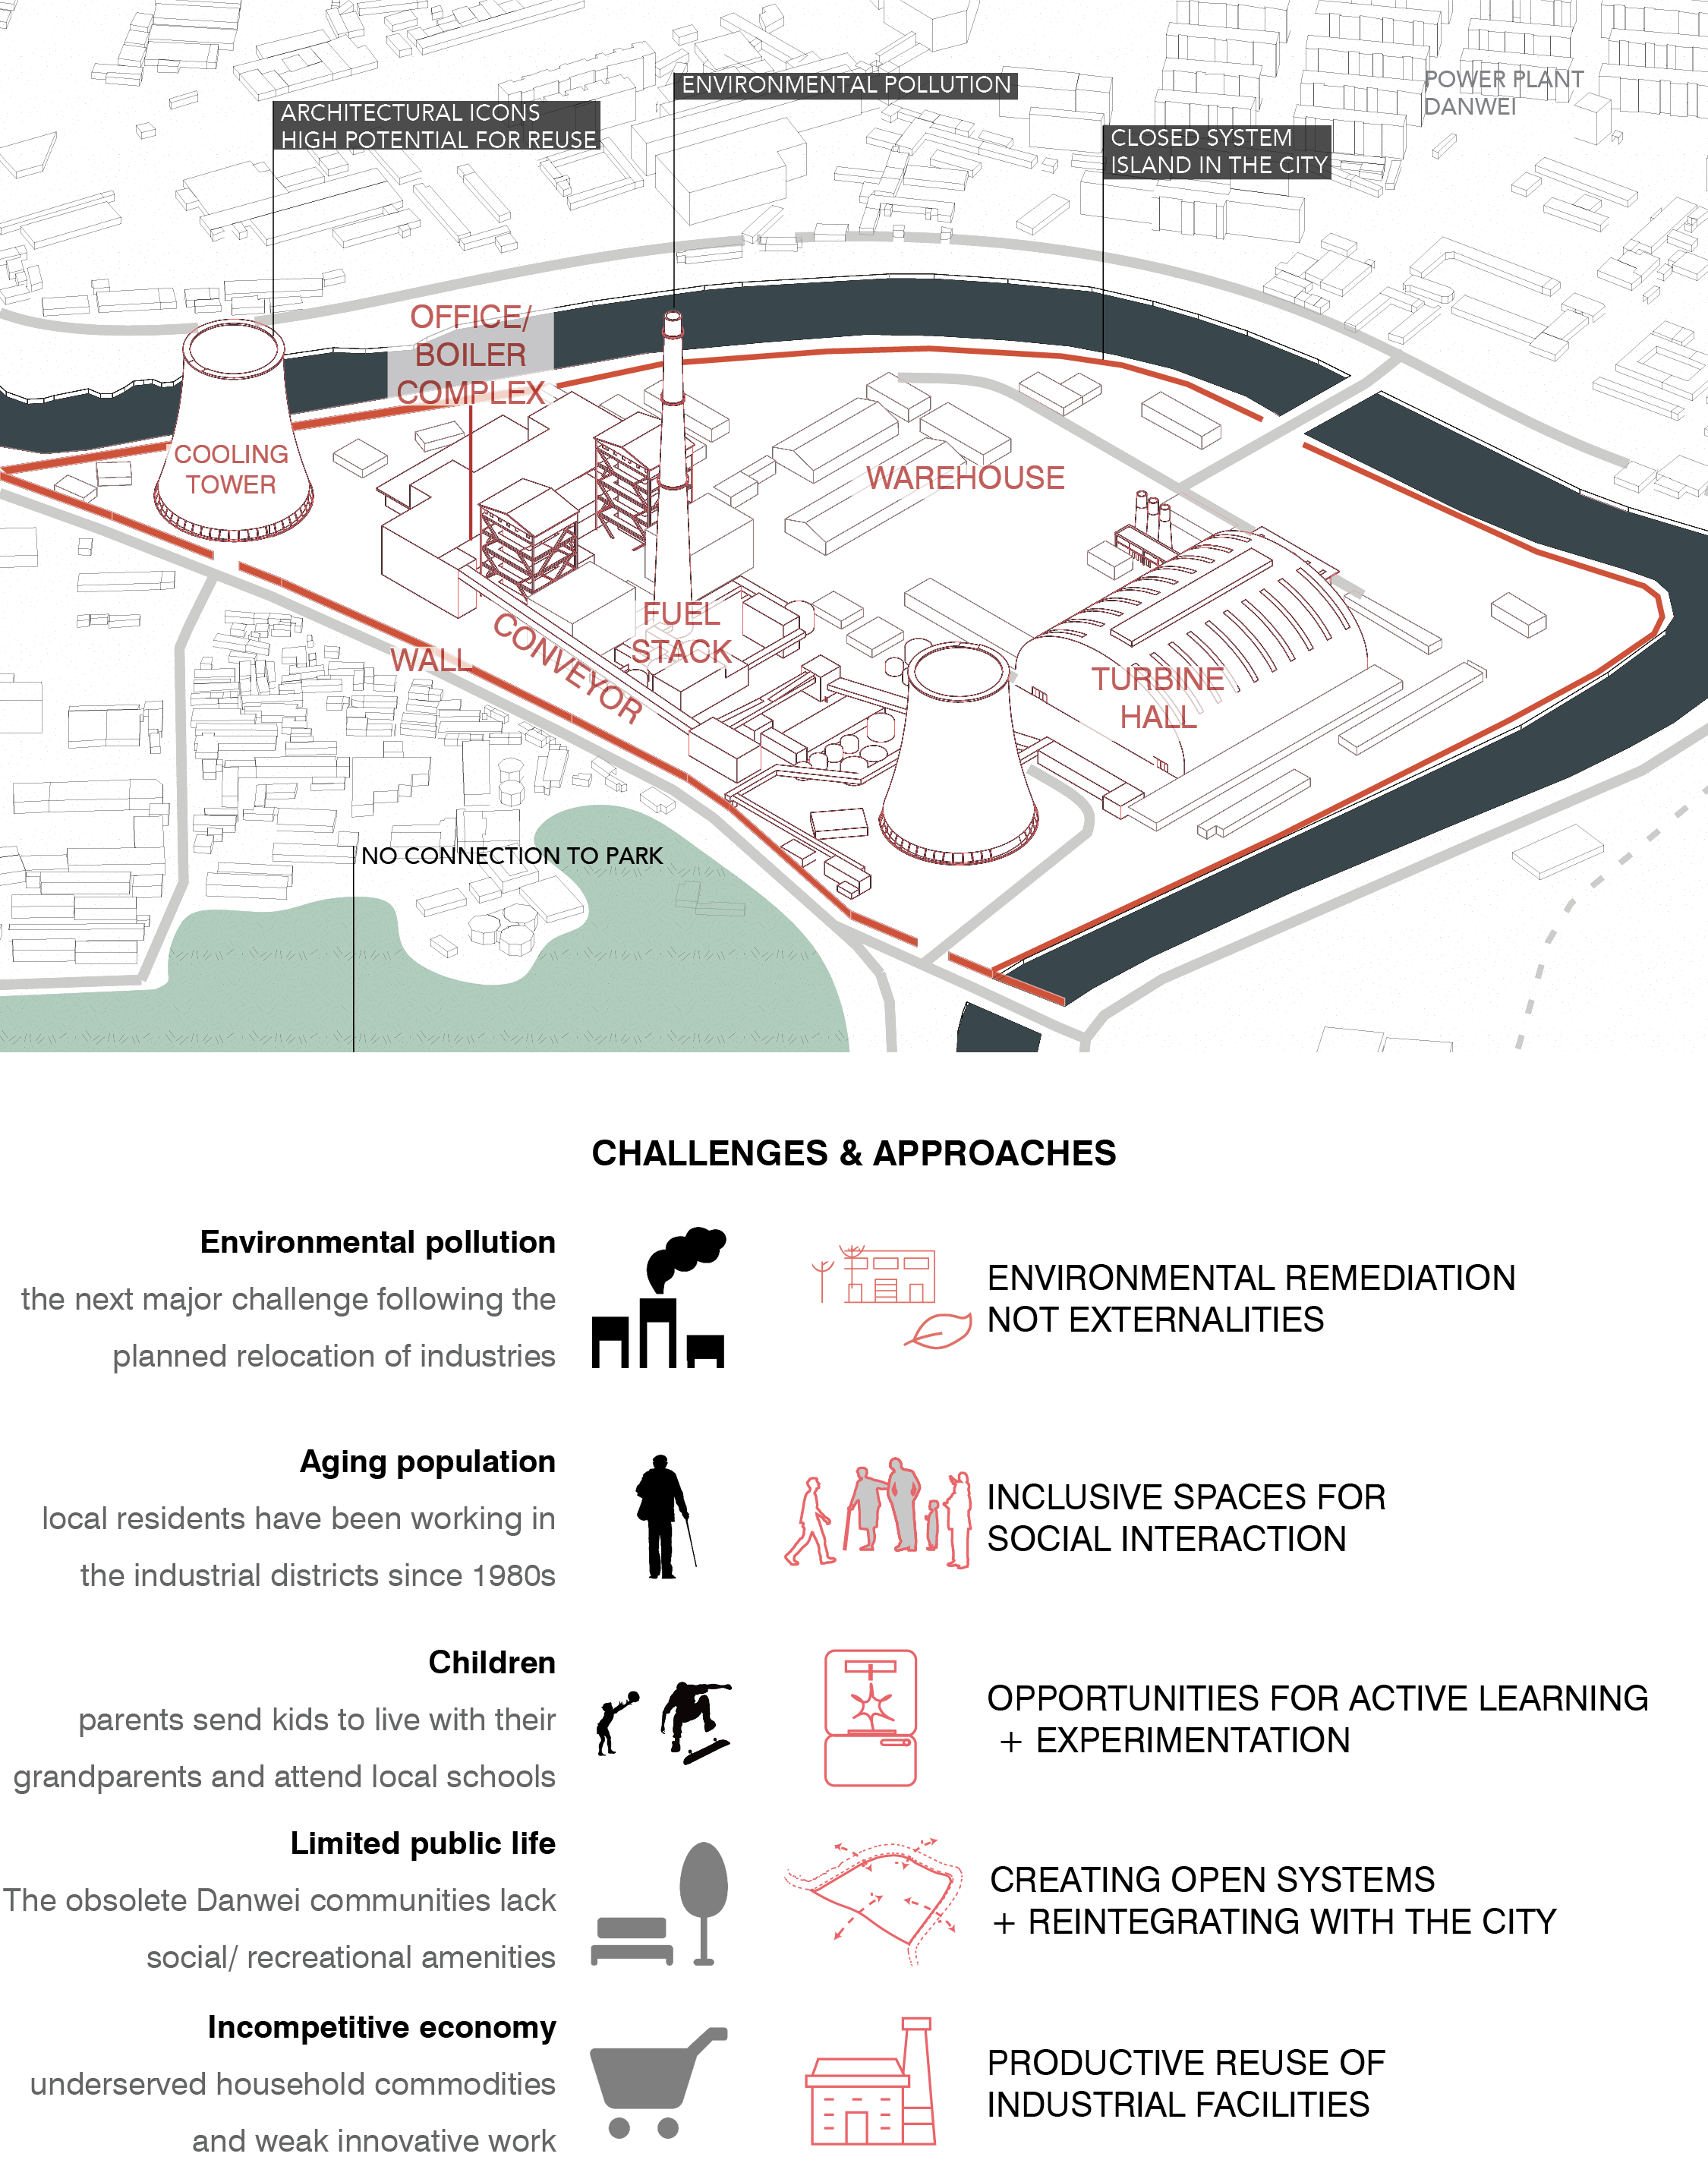 ENVIRONMENTAL POLLUTION
POWER PLANT
DANWEI
ARCHITECTURAL ICONS
HIGH POTENTIAL FOR REUSE
CLOSED SYSTEM
ISLAND IN THE CITY
OFFICE/
BOILER
COMPLEX
COOLING
TOWER
WAREHOUSE
FUEL
STACK
CONVEYOR
WALL
TURBINE
HALL
NO CONNECTION TO PARK
CHALLENGES & APPROACHES
Environmental pollution
the next major challenge following the
planned relocation of industries
ENVIRONMENTAL REMEDIATION
NOT EXTERNALITIES
Aging population
local residents have been working in
the industrial districts since 1980s
INCLUSIVE SPACES FOR
SOCIAL INTERACTION
Children
parents send kids to live with their
grandparents and attend local schools
OPPORTUNITIES FOR ACTIVE LEARNING
+ EXPERIMENTATION
Limited public life
The obsolete Danwei communities lack
social/ recreational amenities
CREATING OPEN SYSTEMS
+ REINTEGRATING WITH THE CITY
Incompetitive economy
underserved household commodities
and weak innovative work
PRODUCTIVE REUSE OF
INDUSTRIAL FACILITIES